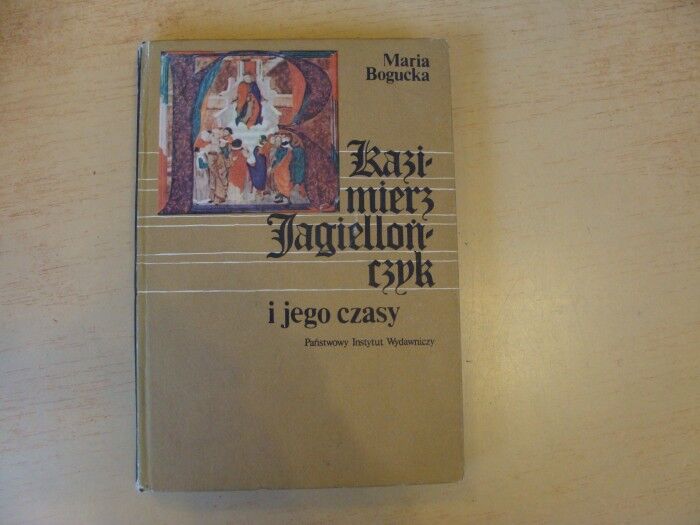 Maria
Bogucka
Kazi-
mierz
Jagielloń-
czyk
i jego czasy
Państwowy Instytut Wydawniczy